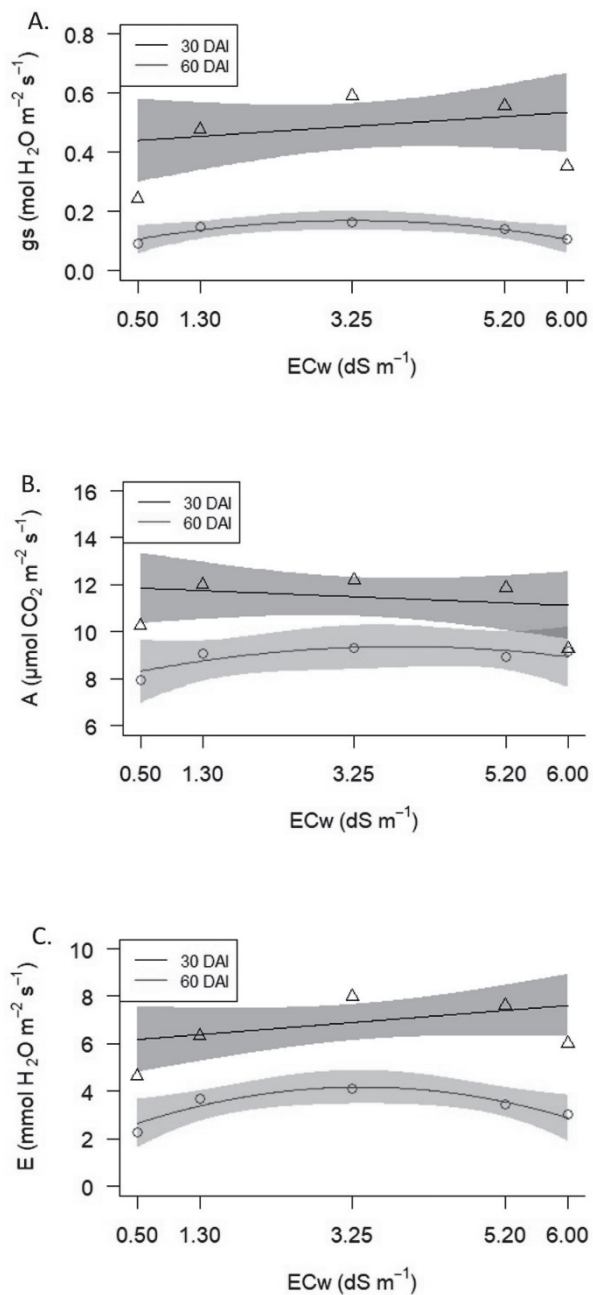 A.
gs (mol H₂O m⁻² s⁻¹)
0.8
0.6
0.4
0.2
0.0
30 DAI
60 DAI
0.50 1.30 3.25 5.20 6.00
ECw (dS m⁻¹)
B.
A (μmol CO₂ m⁻² s⁻¹)
16
14
12
10
8
6
30 DAI
60 DAI
0.50 1.30 3.25 5.20 6.00
ECw (dS m⁻¹)
C.
E (mmol H₂O m⁻² s⁻¹)
10
8
6
4
2
0
30 DAI
60 DAI
0.50 1.30 3.25 5.20 6.00
ECw (dS m⁻¹)